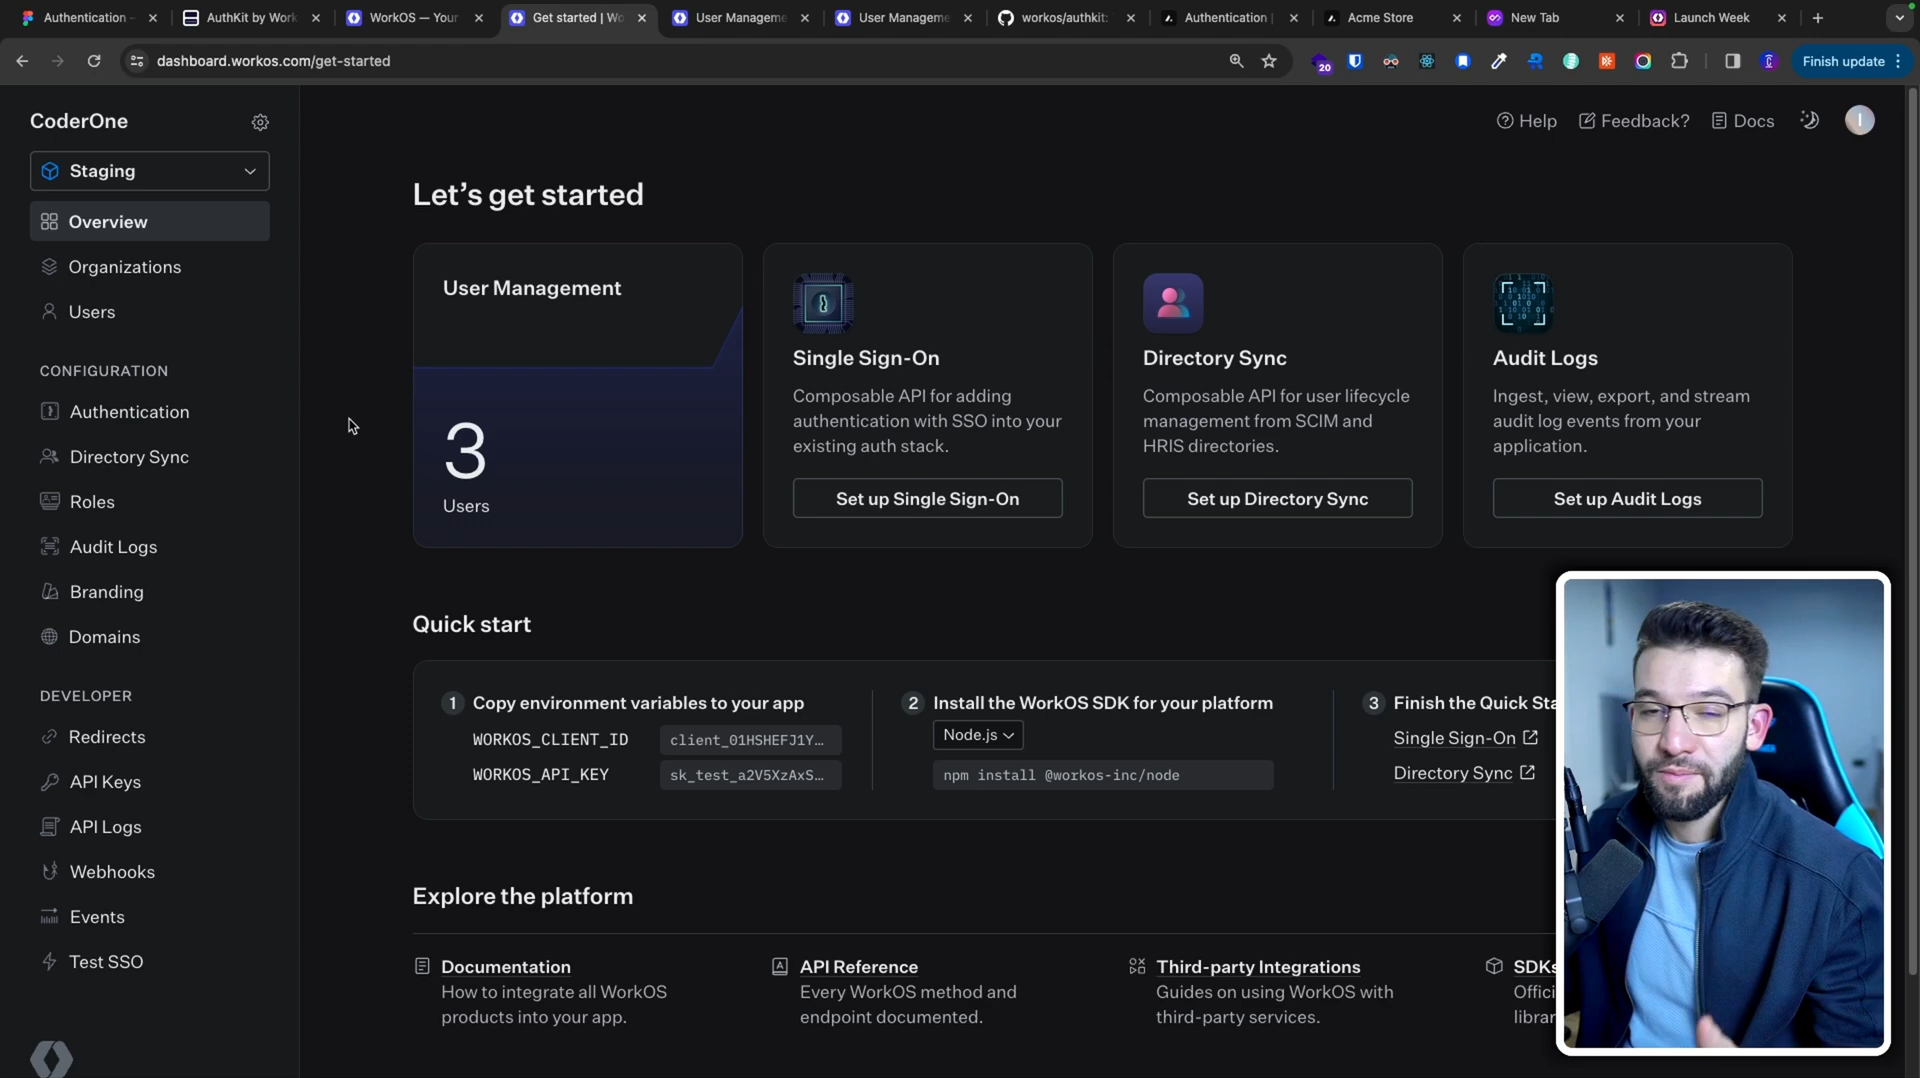 Authentication
AuthKit by Work
WorkOS — Your
Get started | Wo
User Manageme
User Manageme
workos/authkit:
Authentication |
Acme Store
New Tab
Launch Week
dashboard.workos.com/get-started
20
Finish update
CoderOne
Staging
Overview
Organizations
Users
CONFIGURATION
Authentication
Directory Sync
Roles
Audit Logs
Branding
Domains
DEVELOPER
Redirects
API Keys
API Logs
Webhooks
Events
Test SSO
Help
Feedback?
Docs
I
Let’s get started
User Management
3
Users
Single Sign-On
Composable API for adding
authentication with SSO into your
existing auth stack.
Set up Single Sign-On
Directory Sync
Composable API for user lifecycle
management from SCIM and
HRIS directories.
Set up Directory Sync
Audit Logs
Ingest, view, export, and stream
audit log events from your
application.
Set up Audit Logs
Quick start
1 Copy environment variables to your app
WORKOS_CLIENT_ID client_01HSHEFJ1Y…
WORKOS_API_KEY sk_test_a2V5XzAxS…
2 Install the WorkOS SDK for your platform
Node.js
npm install @workos-inc/node
3 Finish the Quick Sta
Single Sign-On
Directory Sync
Explore the platform
Documentation
How to integrate all WorkOS
products into your app.
API Reference
Every WorkOS method and
endpoint documented.
Third-party Integrations
Guides on using WorkOS with
third-party services.
SDKs
Offici
librar